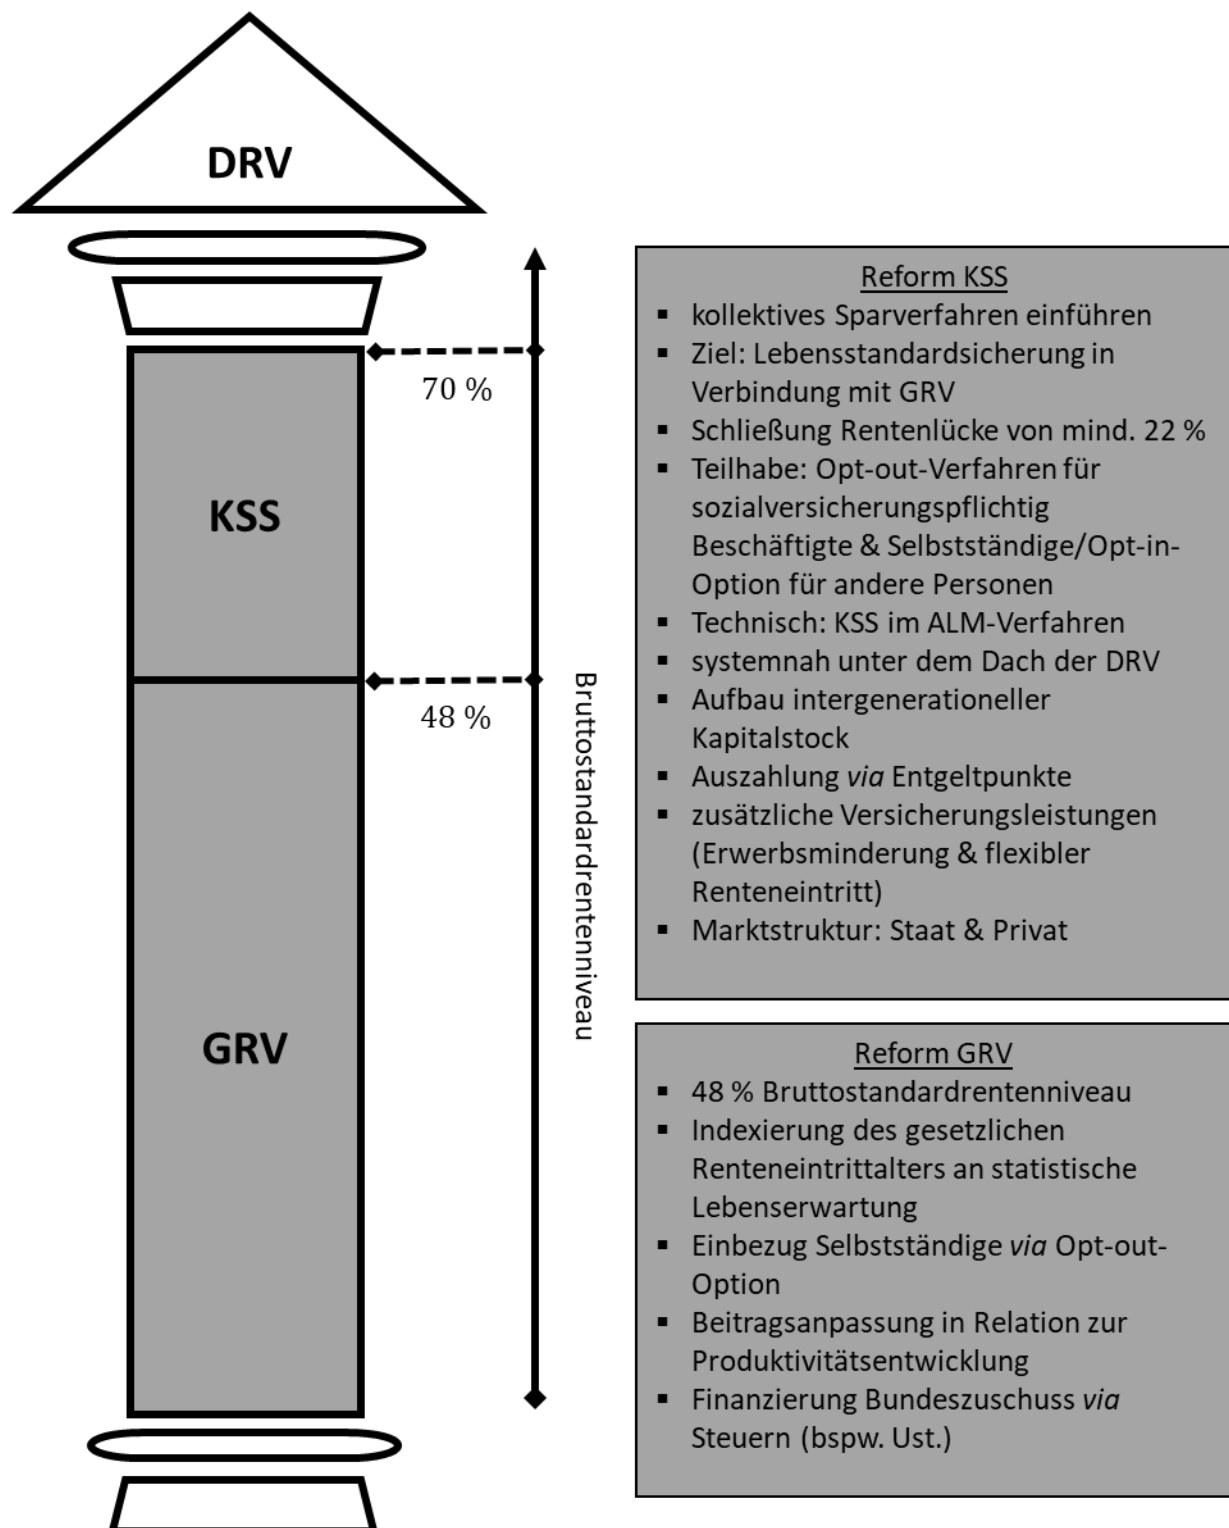 DRV
70 %
KSS
48 %
Bruttostandardrentenniveau
GRV
Reform KSS
▪ kollektives Sparverfahren einführen
▪ Ziel: Lebensstandardsicherung in
Verbindung mit GRV
▪ Schließung Rentenlücke von mind. 22 %
▪ Teilhabe: Opt-out-Verfahren für
sozialversicherungspflichtig
Beschäftigte & Selbstständige/Opt-in-
Option für andere Personen
▪ Technisch: KSS im ALM-Verfahren
▪ systemnah unter dem Dach der DRV
▪ Aufbau intergenerationeller
Kapitalstock
▪ Auszahlung via Entgeltpunkte
▪ zusätzliche Versicherungsleistungen
(Erwerbsminderung & flexibler
Renteneintritt)
▪ Marktstruktur: Staat & Privat
Reform GRV
▪ 48 % Bruttostandardrentenniveau
▪ Indexierung des gesetzlichen
Renteneintrittalters an statistische
Lebenserwartung
▪ Einbezug Selbstständige via Opt-out-
Option
▪ Beitragsanpassung in Relation zur
Produktivitätsentwicklung
▪ Finanzierung Bundeszuschuss via
Steuern (bspw. Ust.)